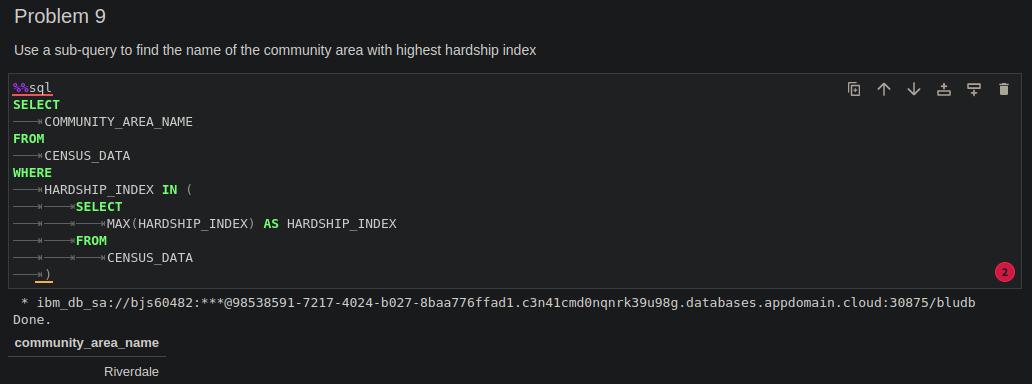 Problem 9
Use a sub-query to find the name of the community area with highest hardship index
%%sql
SELECT
COMMUNITY_AREA_NAME
FROM
CENSUS_DATA
WHERE
HARDSHIP_INDEX IN (
SELECT
MAX(HARDSHIP_INDEX) AS HARDSHIP_INDEX
FROM
CENSUS_DATA
)
2
* ibm_db_sa://bjs60482:***@98538591-7217-4024-b027-8baa776ffad1.c3n41cmd0nqnrk39u98g.databases.appdomain.cloud:30875/bludb
Done.
community_area_name
Riverdale